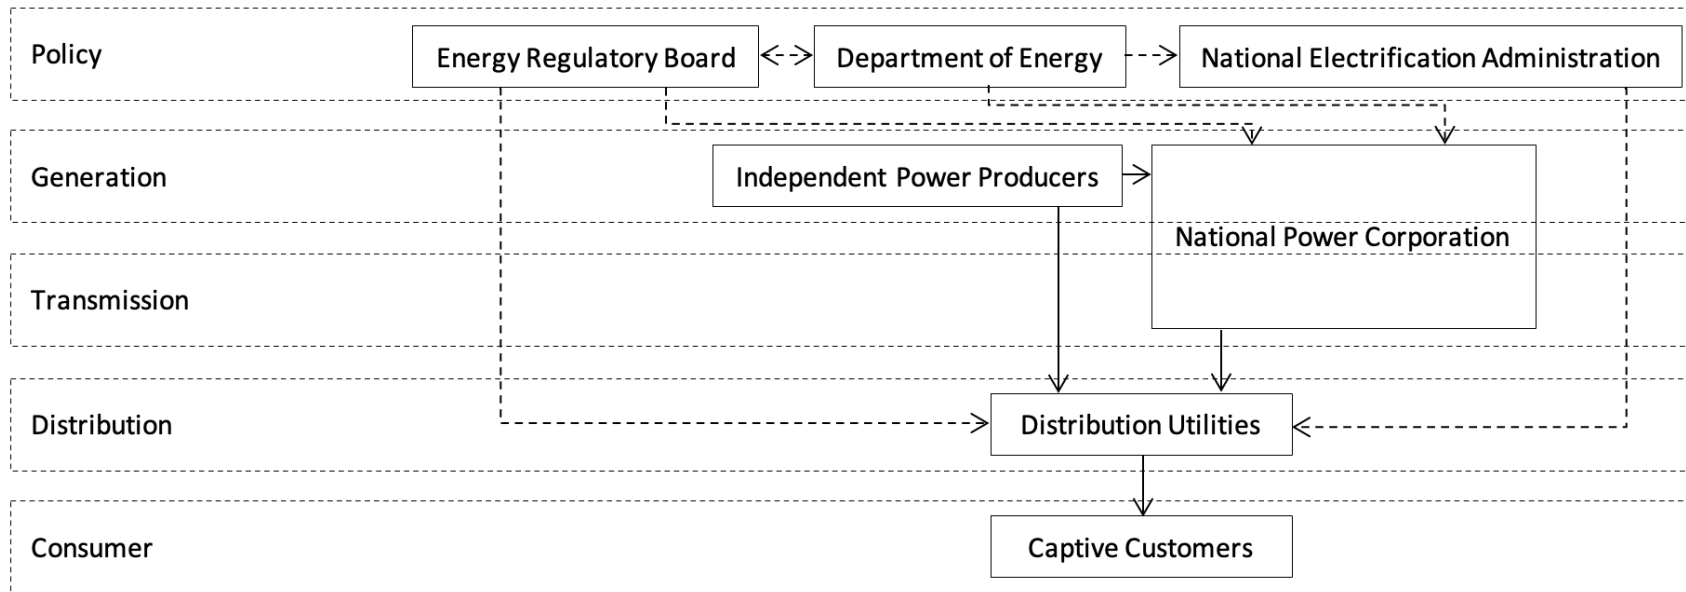 Policy
Energy Regulatory Board
Department of Energy
National Electrification Administration
Generation
Independent Power Producers
National Power Corporation
Transmission
Distribution
Distribution Utilities
Consumer
Captive Customers